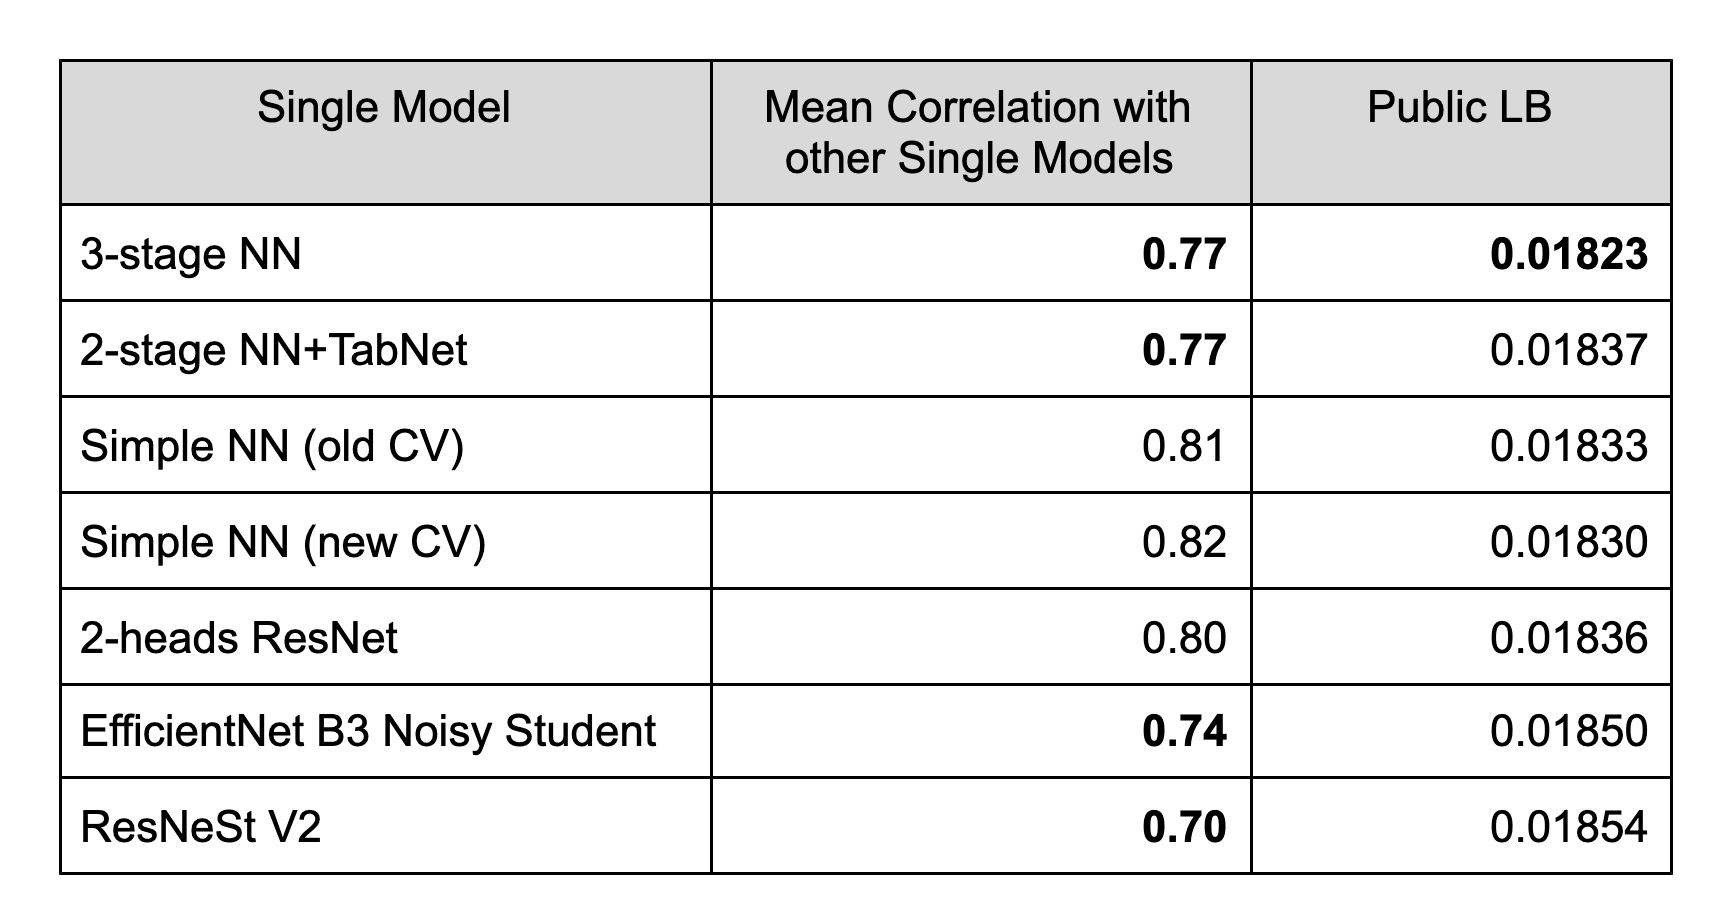 Single Model
Mean Correlation with
other Single Models
Public LB
3-stage NN
0.77
0.01823
2-stage NN+TabNet
0.77
0.01837
Simple NN (old CV)
0.81
0.01833
Simple NN (new CV)
0.82
0.01830
2-heads ResNet
0.80
0.01836
EfficientNet B3 Noisy Student
0.74
0.01850
ResNeSt V2
0.70
0.01854